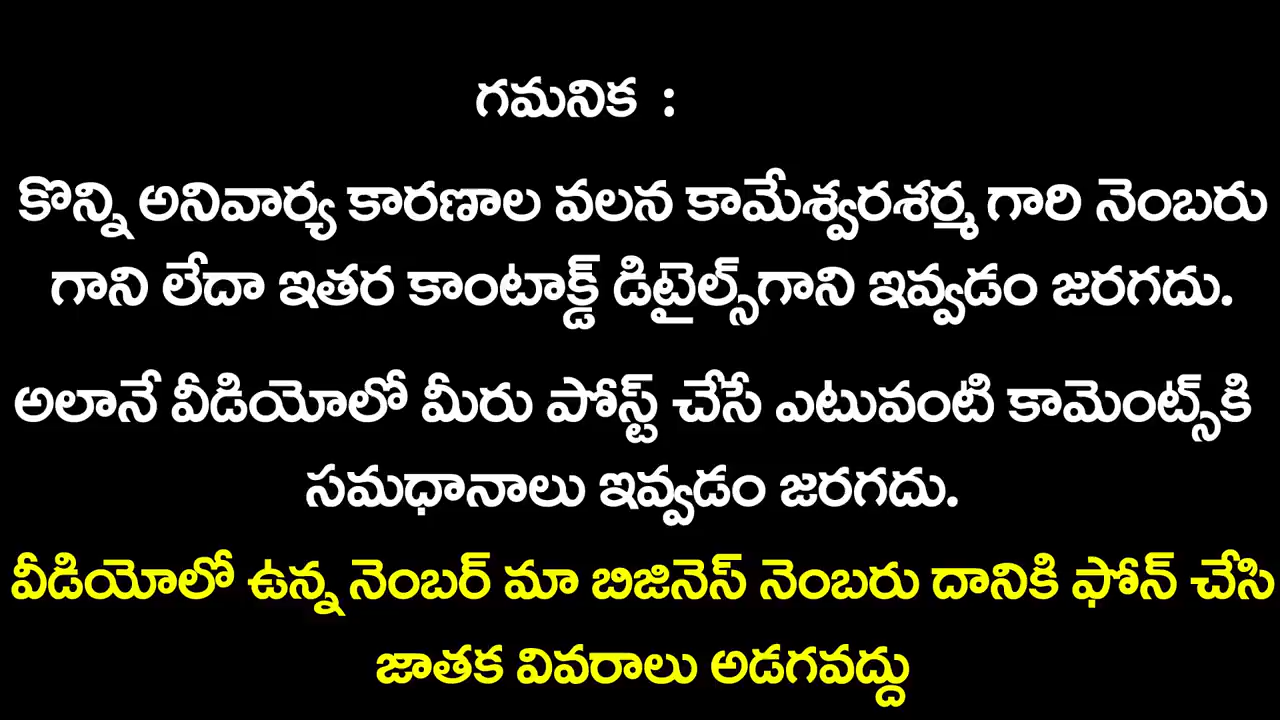 గమనిక :
కొన్ని అనివార్య కారణాల వలన కామేశ్వరశర్మ గారి నెంబరు
గాని లేదా ఇతర కాంటాక్డ్ డిటైల్స్‌గాని ఇవ్వడం జరగదు.
అలానే వీడియోలో మీరు పోస్ట్ చేసే ఎటువంటి కామెంట్స్‌కి
సమధానాలు ఇవ్వడం జరగదు.
వీడియోలో ఉన్న నెంబర్ మా బిజినెస్ నెంబరు దానికి ఫోన్ చేసి
జాతక వివరాలు అడగవద్దు